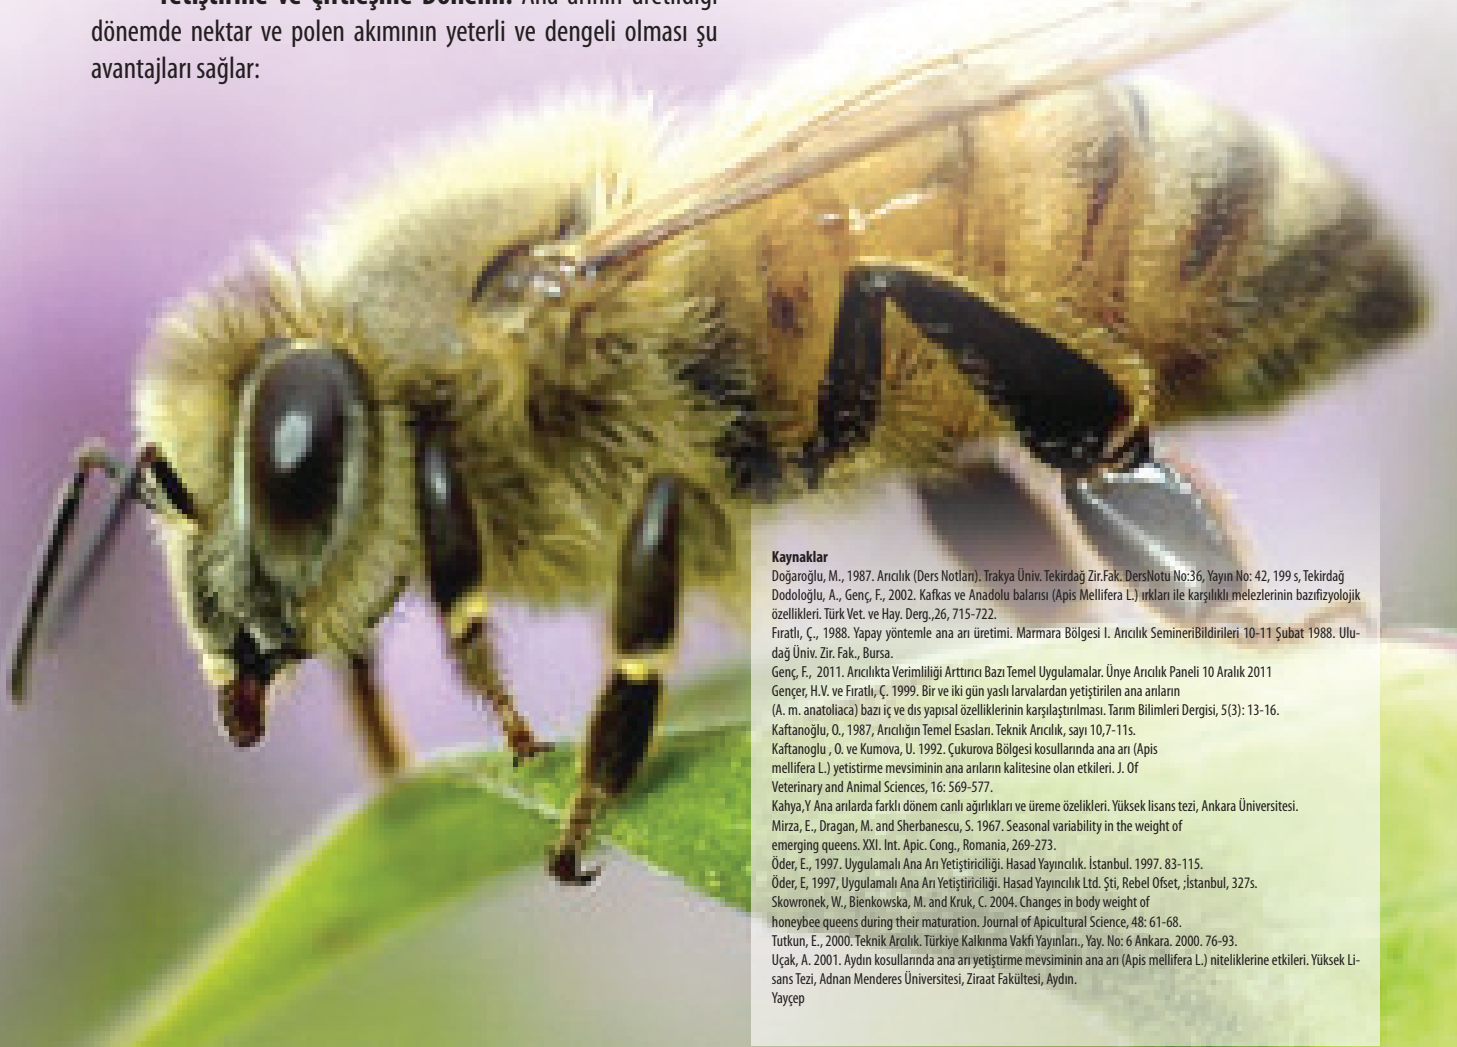 Yetiştirme ve Çiftleşme Dönemi: Ana arının üretildiği
dönemde nektar ve polen akımının yeterli ve dengeli olması şu
avantajları sağlar:
Kaynaklar
Doğaroğlu, M., 1987. Arıcılık (Ders Notları). Trakya Üniv. Tekirdağ Zir.Fak. DersNotu No:36, Yayın No: 42, 199 s, Tekirdağ
Dodoloğlu, A., Genç, F., 2002. Kafkas ve Anadolu balarısı (Apis Mellifera L.) ırkları ile karşılıklı melezlerinin bazıfizyolojik
özellikleri. Türk Vet. ve Hay. Derg.,26, 715-722.
Fıratlı, Ç., 1988. Yapay yöntemle ana arı üretimi. Marmara Bölgesi I. Arıcılık SemineriBildirileri 10-11 Şubat 1988. Ulu-
dağ Üniv. Zir. Fak., Bursa.
Genç, F., 2011. Arıcılıkta Verimliliği Arttırıcı Bazı Temel Uygulamalar. Ünye Arıcılık Paneli 10 Aralık 2011
Gençer, H.V. ve Fıratlı, Ç. 1999. Bir ve iki gün yaslı larvalardan yetiştirilen ana arıların
(A. m. anatoliaca) bazı iç ve dıs yapısal özelliklerinin karşılaştırılması. Tarım Bilimleri Dergisi, 5(3): 13-16.
Kaftanoğlu, O., 1987, Arıcılığın Temel Esasları. Teknik Arıcılık, sayı 10,7-11s.
Kaftanoglu , O. ve Kumova, U. 1992. Çukurova Bölgesi kosullarında ana arı (Apis
mellifera L.) yetistirme mevsiminin ana arıların kalitesine olan etkileri. J. Of
Veterinary and Animal Sciences, 16: 569-577.
Kahya,Y Ana arılarda farklı dönem canlı ağırlıkları ve üreme özelikleri. Yüksek lisans tezi, Ankara Üniversitesi.
Mirza, E., Dragan, M. and Sherbanescu, S. 1967. Seasonal variability in the weight of
emerging queens. XXI. Int. Apic. Cong., Romania, 269-273.
Öder, E., 1997. Uygulamalı Ana Arı Yetiştiriciliği. Hasad Yayıncılık. İstanbul. 1997. 83-115.
Öder, E, 1997, Uygulamalı Ana Arı Yetiştiriciliği. Hasad Yayıncılık Ltd. Şti, Rebel Ofset, ;İstanbul, 327s.
Skowronek, W., Bienkowska, M. and Kruk, C. 2004. Changes in body weight of
honeybee queens during their maturation. Journal of Apicultural Science, 48: 61-68.
Tutkun, E., 2000. Teknik Arcılık. Türkiye Kalkınma Vakfı Yayınları., Yay. No: 6 Ankara. 2000. 76-93.
Uçak, A. 2001. Aydın kosullarında ana arı yetiştirme mevsiminin ana arı (Apis mellifera L.) niteliklerine etkileri. Yüksek Li-
sans Tezi, Adnan Menderes Üniversitesi, Ziraat Fakültesi, Aydın.
Yayçep